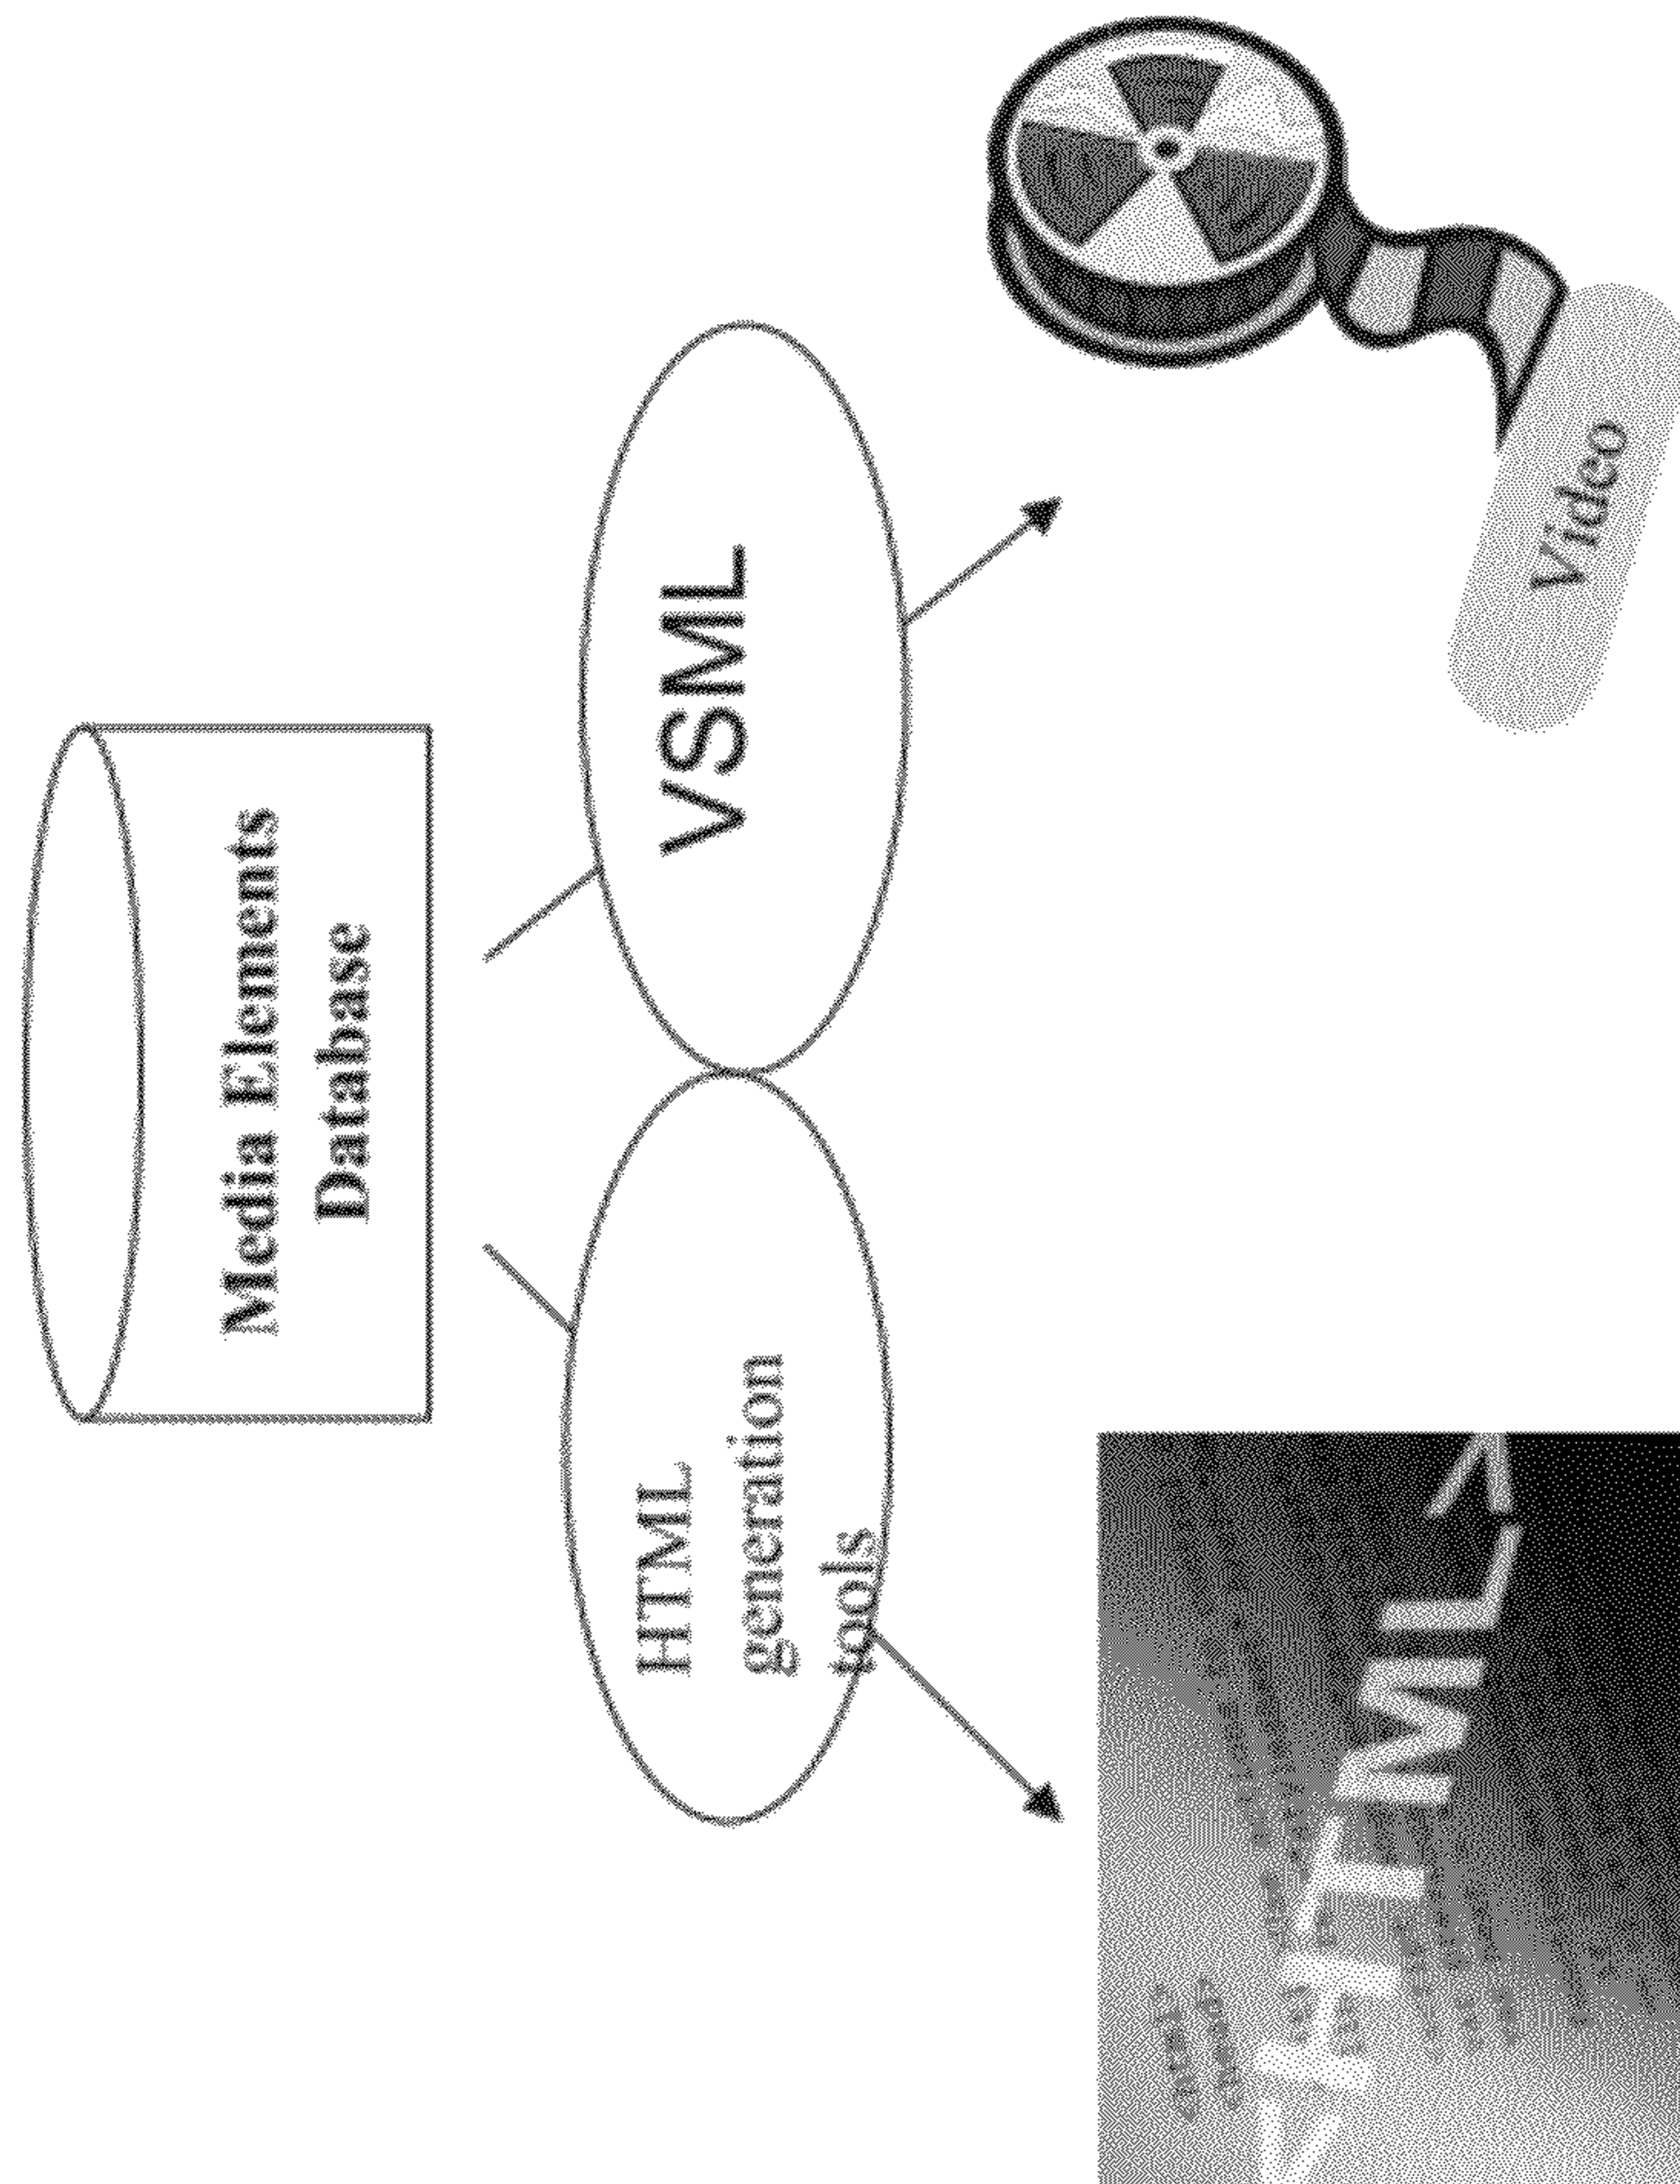 Media Elements
Database
HTML
generation
tools
VSML
<HTML>
Video